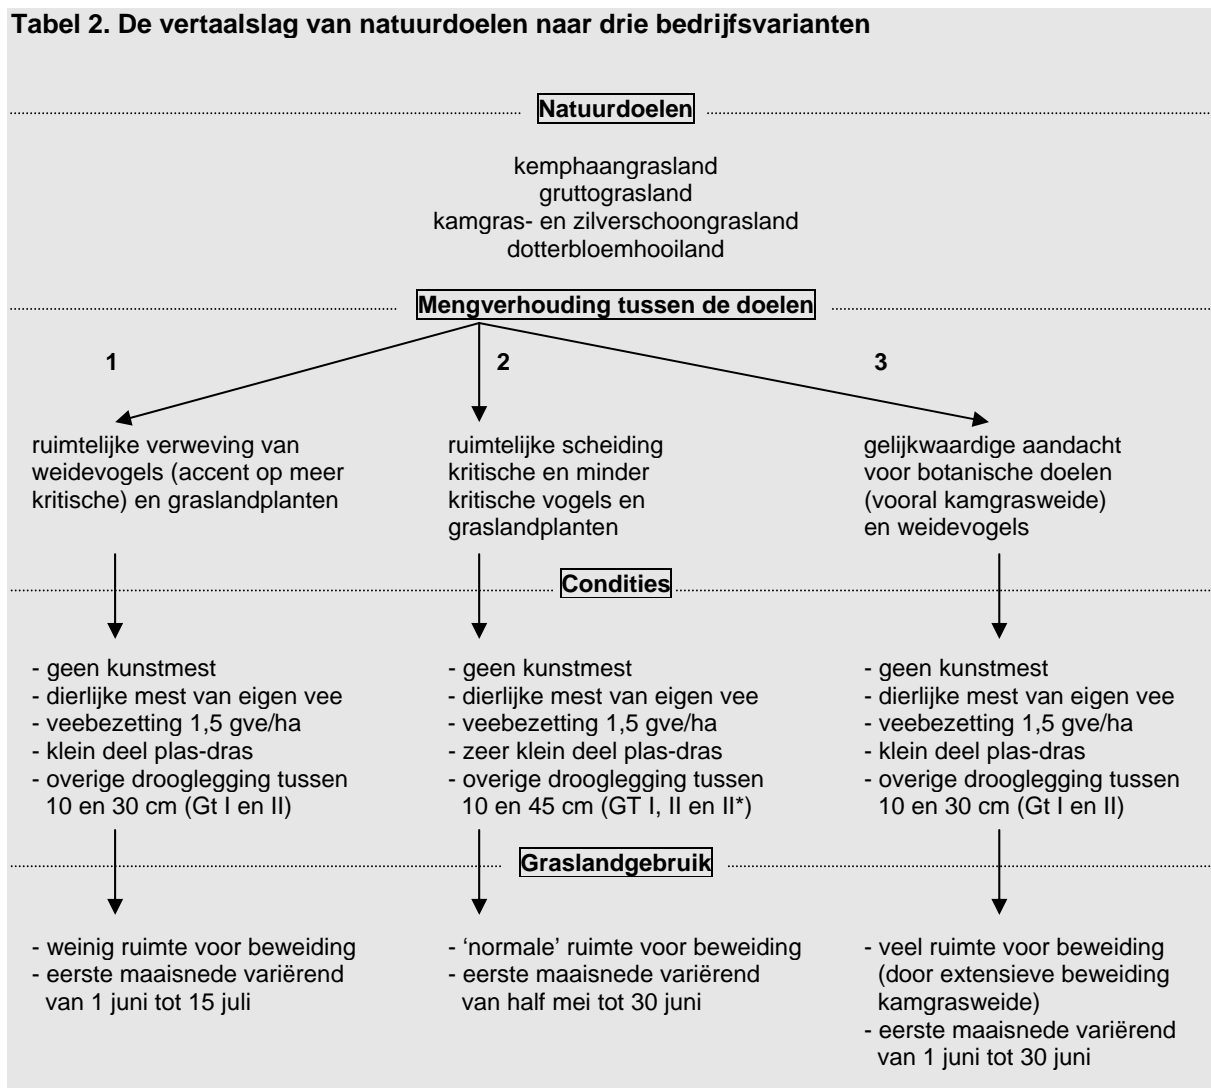 Tabel 2. De vertaalslag van natuurdoelen naar drie bedrijfsvarianten
Natuurdoelen
kemphaangrasland
gruttograsland
kamgras- en zilverschoongrasland
dotterbloemhooiland
Mengverhouding tussen de doelen
1
2
3
ruimtelijke verweving van
weidevogels (accent op meer
kritische) en graslandplanten
ruimtelijke scheiding
kritische en minder
kritische vogels en
graslandplanten
gelijkwaardige aandacht
voor botanische doelen
(vooral kamgrasweide)
en weidevogels
Condities
- geen kunstmest
- dierlijke mest van eigen vee
- veebezetting 1,5 gve/ha
- klein deel plas-dras
- overige drooglegging tussen
10 en 30 cm (Gt I en II)
- geen kunstmest
- dierlijke mest van eigen vee
- veebezetting 1,5 gve/ha
- zeer klein deel plas-dras
- overige drooglegging tussen
10 en 45 cm (GT I, II en II*)
- geen kunstmest
- dierlijke mest van eigen vee
- veebezetting 1,5 gve/ha
- klein deel plas-dras
- overige drooglegging tussen
10 en 30 cm (Gt I en II)
Graslandgebruik
- weinig ruimte voor beweiding
- eerste maaisnede variërend
van 1 juni tot 15 juli
- ‘normale’ ruimte voor beweiding
- eerste maaisnede variërend
van half mei tot 30 juni
- veel ruimte voor beweiding
(door extensieve beweiding
kamgrasweide)
- eerste maaisnede variërend
van 1 juni tot 30 juni